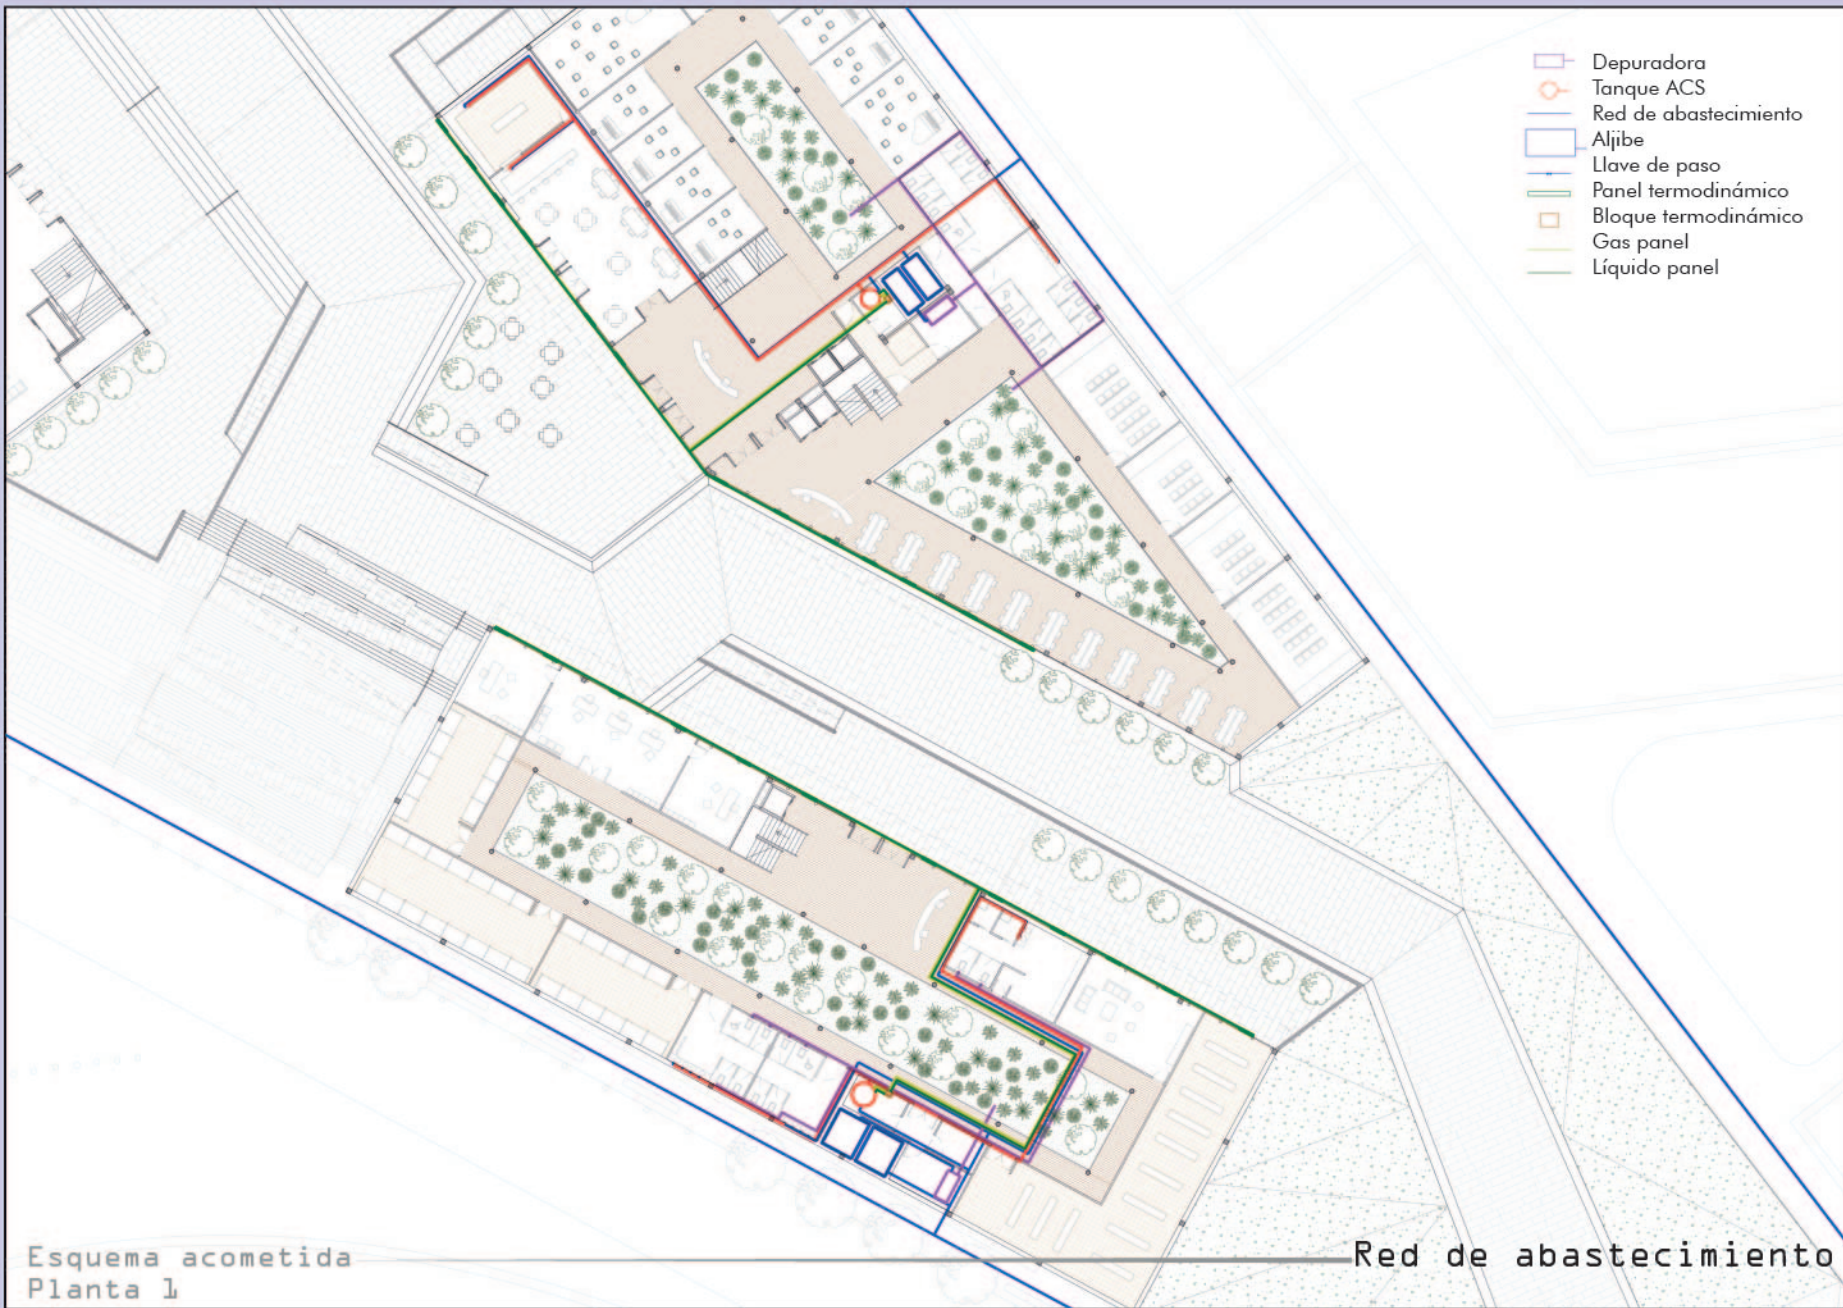 Depuradora
Tanque ACS
Red de abastecimiento
Aljibe
Llave de paso
Panel termodinámico
Bloque termodinámico
Gas panel
Líquido panel
Esquema acometida
Red de abastecimiento
Planta 1